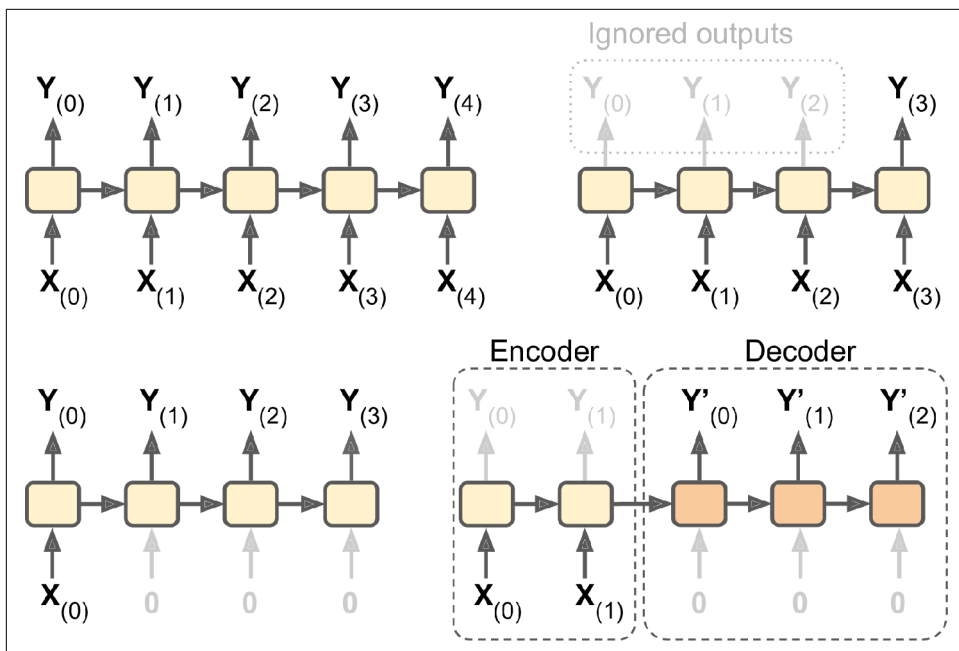 Ignored outputs
Y(0) Y(1) Y(2) Y(3) Y(4)
Y(0) Y(1) Y(2) Y(3)
X(0) X(1) X(2) X(3) X(4)
X(0) X(1) X(2) X(3)
Encoder Decoder
Y(0) Y(1) Y(2) Y(3)
Y(0) Y(1) Y'(0) Y'(1) Y'(2)
X(0) 0 0 0
X(0) X(1) 0 0 0